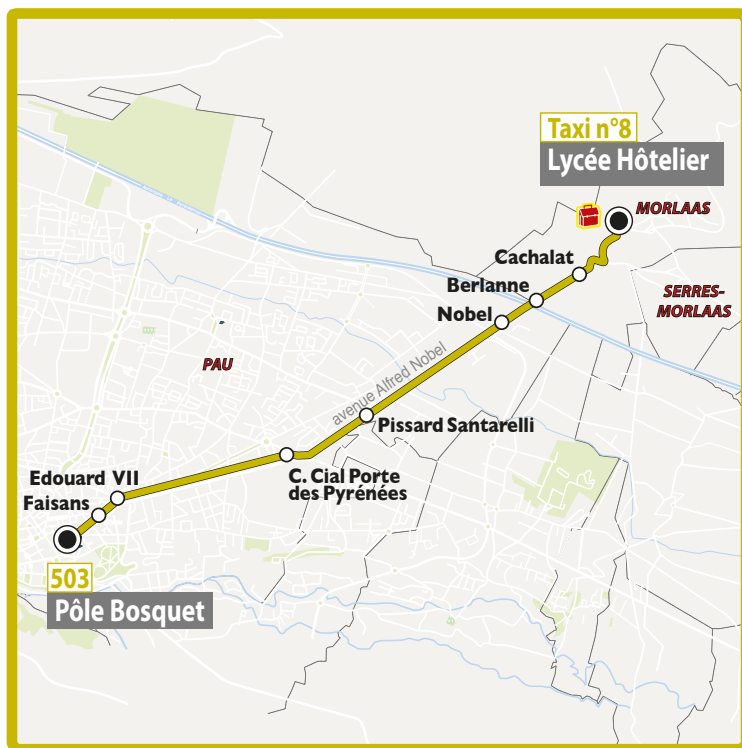 Taxi n°8
Lycée Hôtelier
MORLAAS
Cachalat
SERRES-
MORLAAS
Berlanne
Nobel
avenue Alfred Nobel
PAU
Pissard Santarelli
C. Cial Porte
des Pyrénées
Edouard VII
Faisans
503
Pôle Bosquet